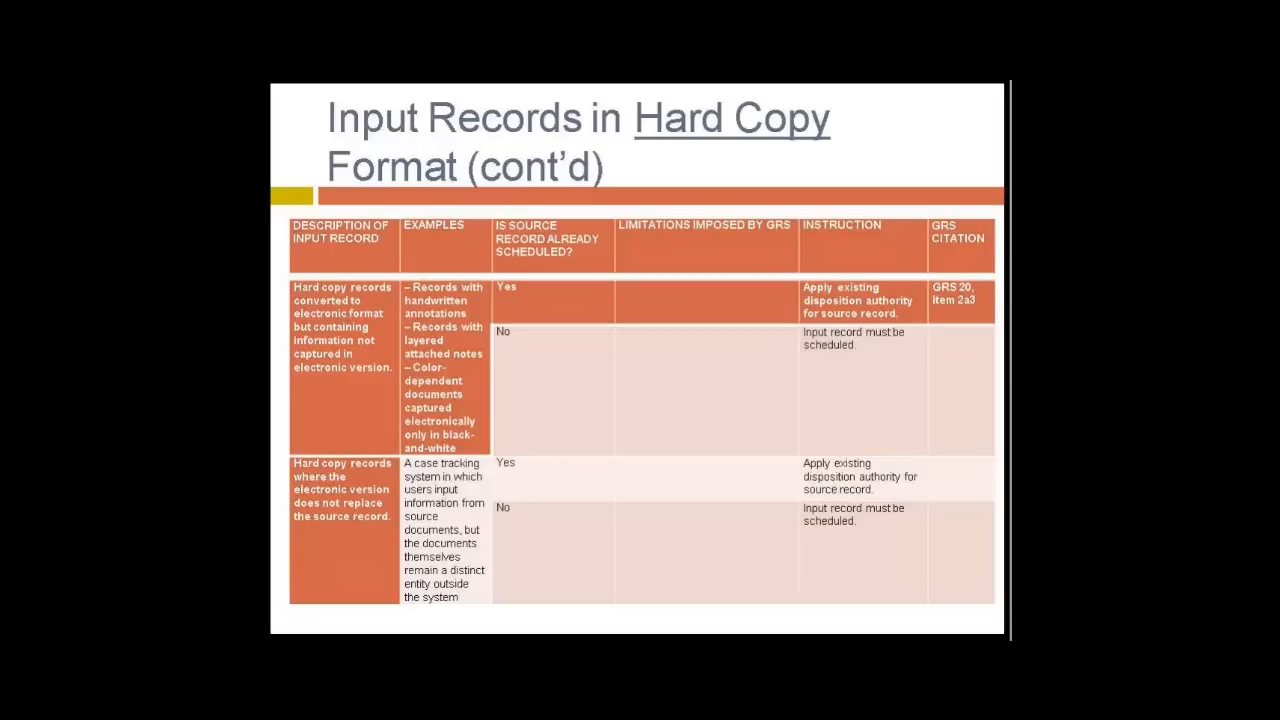 Input Records in Hard Copy
Format (cont’d)
DESCRIPTION OF
INPUT RECORD
EXAMPLES
IS SOURCE
RECORD ALREADY
SCHEDULED?
LIMITATIONS IMPOSED BY GRS
INSTRUCTION
GRS
CITATION
Hard copy records
converted to
electronic format
but containing
information not
captured in
electronic version.
– Records with
handwritten
annotations
– Records with
layered
attached notes
– Color-
dependent
documents
captured
electronically
only in black-
and-white
Yes
Apply existing
disposition authority
for source record.
GRS 20,
item 2a3
No
Input record must be
scheduled.
Hard copy records
where the
electronic version
does not replace
the source record.
A case tracking
system in which
users input
information from
source
documents, but
the documents
themselves
remain a distinct
entity outside
the system
Yes
Apply existing
disposition authority for
source record.
No
Input record must be
scheduled.